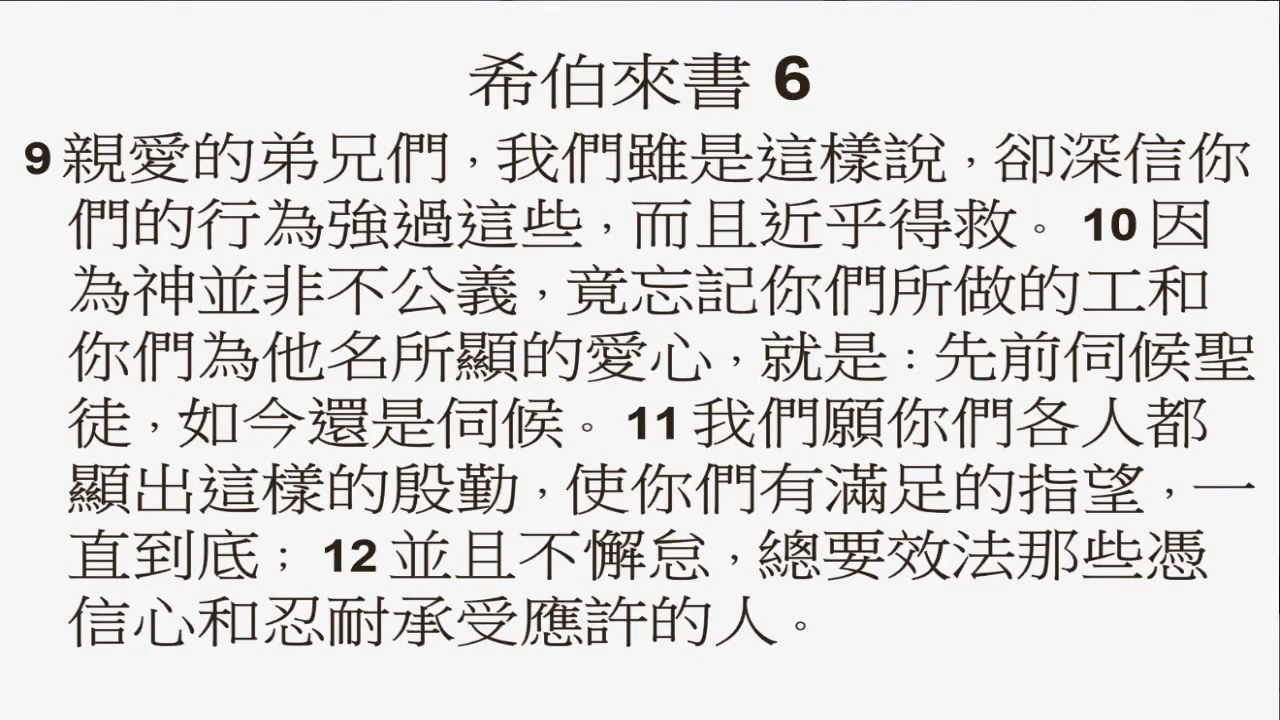 希伯來書 6
9 親愛的弟兄們，我們雖是這樣說，卻深信你
們的行為強過這些，而且近乎得救。 10 因
為神並非不公義，竟忘記你們所做的工和
你們為他名所顯的愛心，就是：先前伺候聖
徒，如今還是伺候。 11 我們願你們各人都
顯出這樣的殷勤，使你們有滿足的指望，一
直到底； 12 並且不懈怠，總要效法那些憑
信心和忍耐承受應許的人。